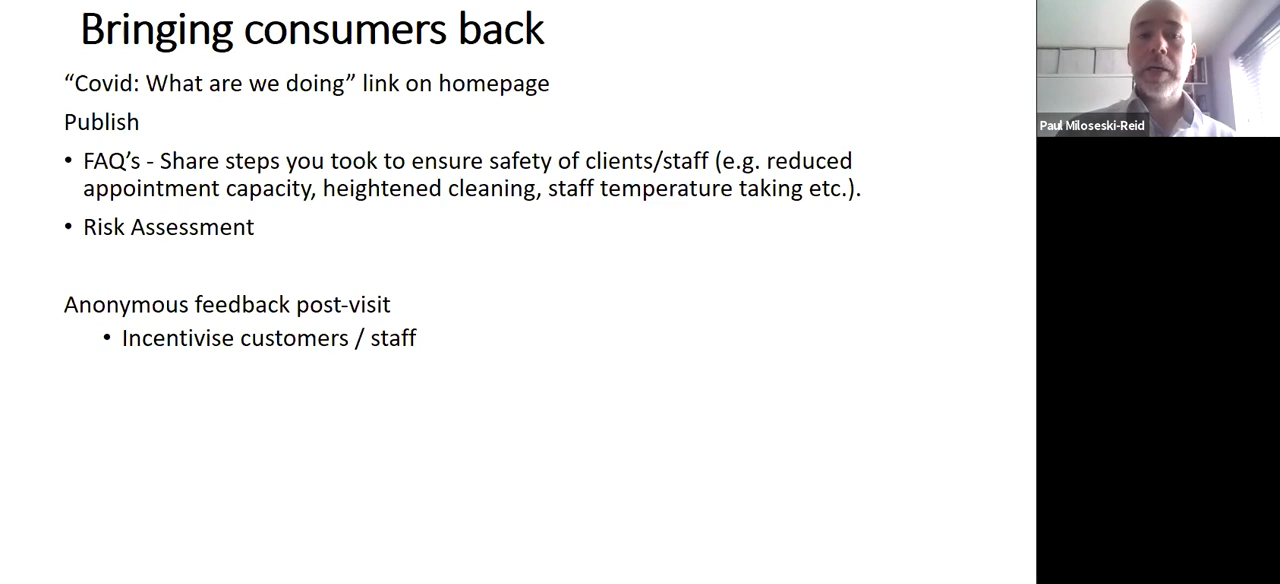 Bringing consumers back
“Covid: What are we doing” link on homepage
Publish
• FAQ’s - Share steps you took to ensure safety of clients/staff (e.g. reduced
appointment capacity, heightened cleaning, staff temperature taking etc.).
• Risk Assessment
Anonymous feedback post-visit
• Incentivise customers / staff
Paul Miloseski-Reid